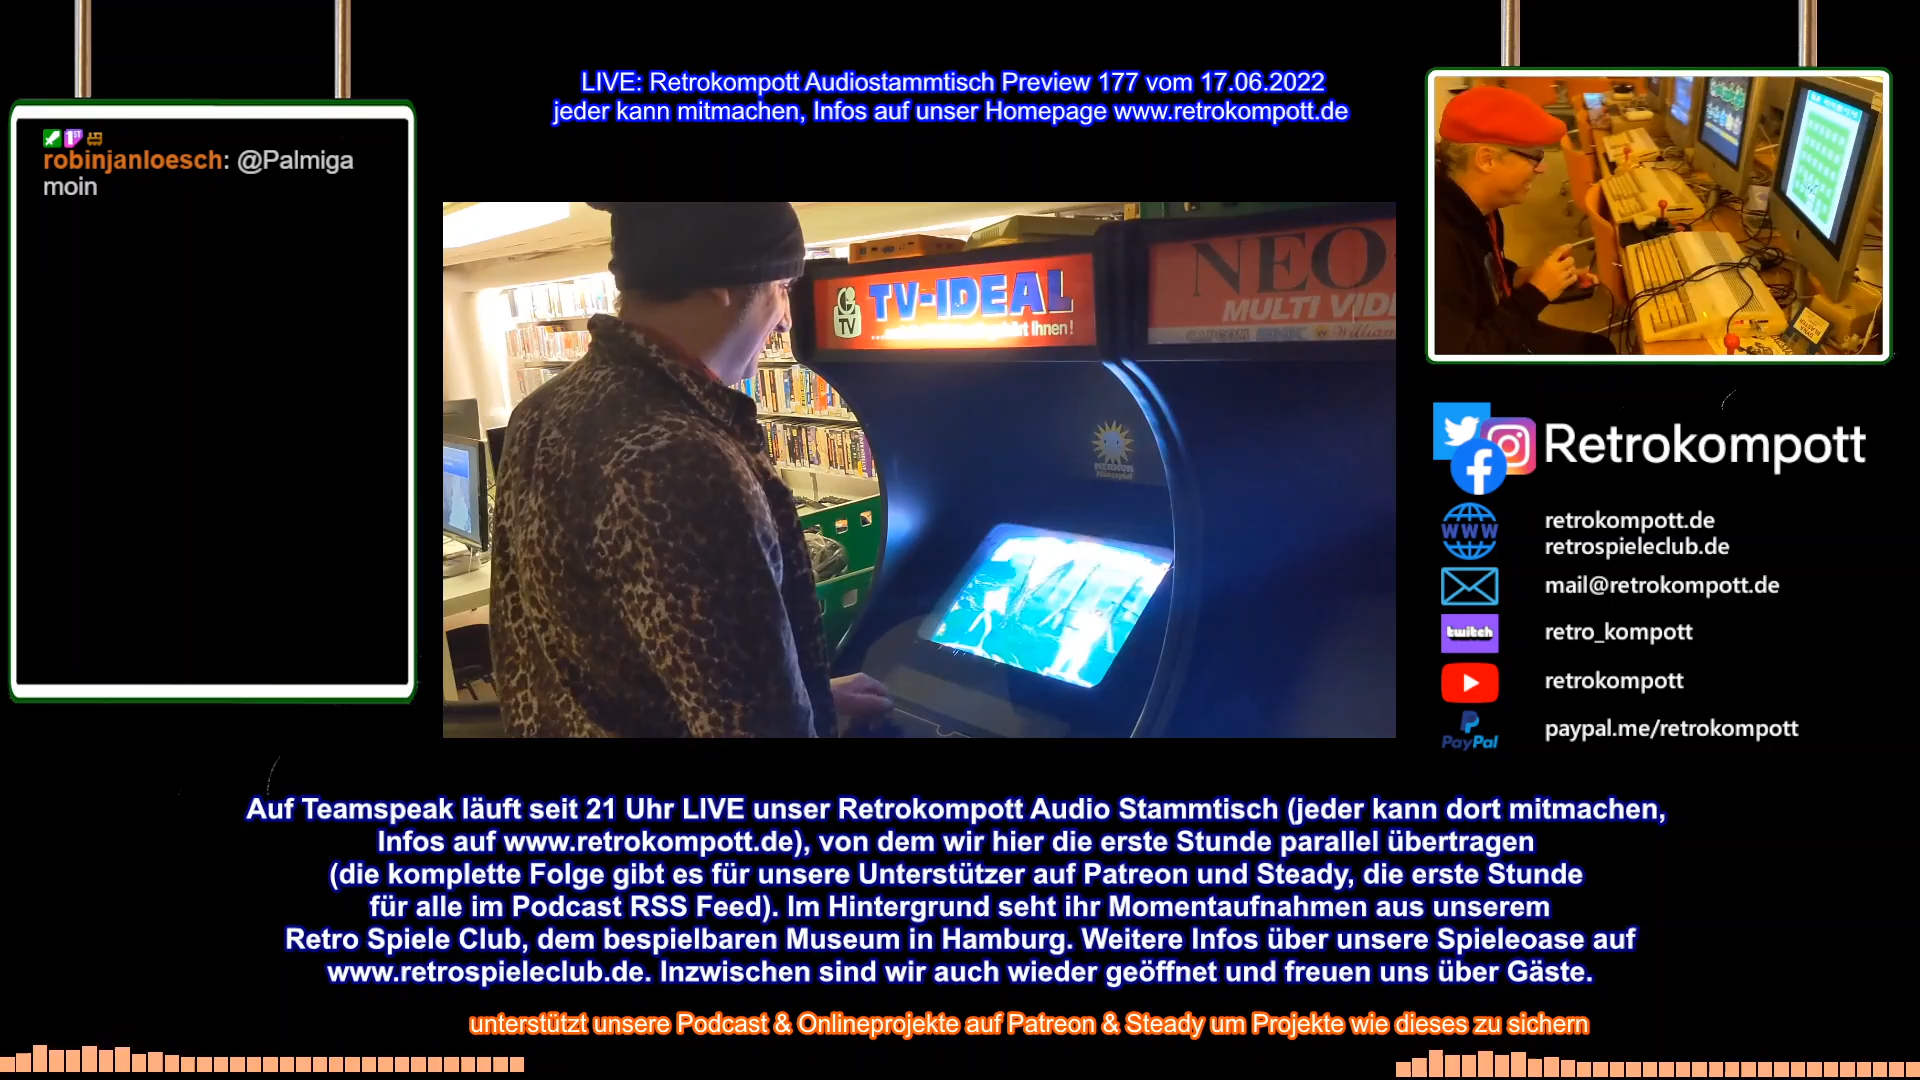 LIVE: Retrokompott Audiostammtisch Preview 177 vom 17.06.2022
jeder kann mitmachen, Infos auf unser Homepage www.retrokompott.de
1ST
robinjanloesch: @Palmiga
moin
TV
TV-IDEAL
Ihnen!
NEO
MULTI VID
CAPCOM
Retrokompott
WWW
retrokompott.de
retrospieleclub.de
mail@retrokompott.de
twitch
retro_kompott
retrokompott
PayPal
paypal.me/retrokompott
Auf Teamspeak läuft seit 21 Uhr LIVE unser Retrokompott Audio Stammtisch (jeder kann dort mitmachen,
Infos auf www.retrokompott.de), von dem wir hier die erste Stunde parallel übertragen
(die komplette Folge gibt es für unsere Unterstützer auf Patreon und Steady, die erste Stunde
für alle im Podcast RSS Feed). Im Hintergrund seht ihr Momentaufnahmen aus unserem
Retro Spiele Club, dem bespielbaren Museum in Hamburg. Weitere Infos über unsere Spieleoase auf
www.retrospieleclub.de. Inzwischen sind wir auch wieder geöffnet und freuen uns über Gäste.
unterstützt unsere Podcast & Onlineprojekte auf Patreon & Steady um Projekte wie dieses zu sichern